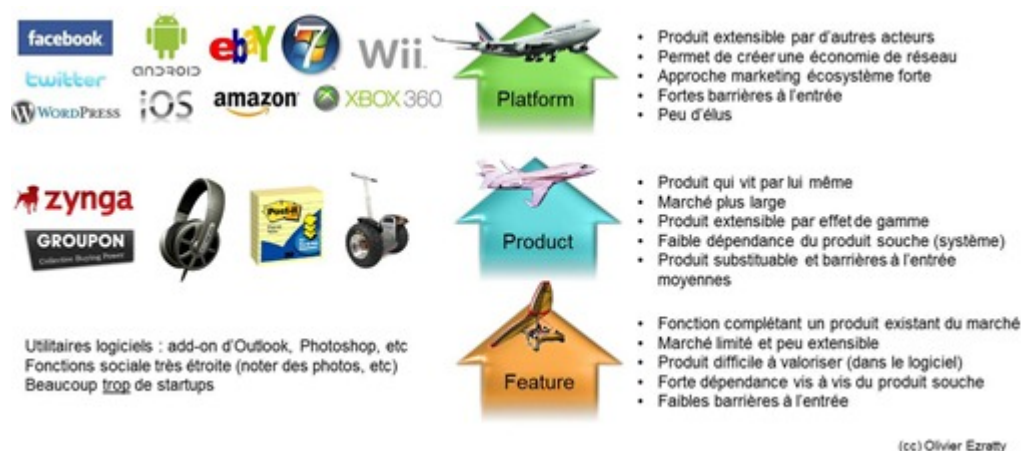 facebook
ebay
7
Wii
twitter
ANDROID
WORDPRESS
iOS
amazon
XBOX 360
Platform
• Produit extensible par d'autres acteurs
• Permet de créer une économie de réseau
• Approche marketing écosystème forte
• Fortes barrières à l'entrée
• Peu d'élus
zynga
GROUPON
Collective Buying Power
Post-it
Product
• Produit qui vit par lui même
• Marché plus large
• Produit extensible par effet de gamme
• Faible dépendance du produit souche (système)
• Produit substituable et barrières à l'entrée
moyennes
Utilitaires logiciels : add-on d'Outlook, Photoshop, etc
Fonctions sociale très étroite (noter des photos, etc)
Beaucoup trop de startups
Feature
• Fonction complétant un produit existant du marché
• Marché limité et peu extensible
• Produit difficile à valoriser (dans le logiciel)
• Forte dépendance vis à vis du produit souche
• Faibles barrières à l'entrée
(cc) Olivier Ezratty